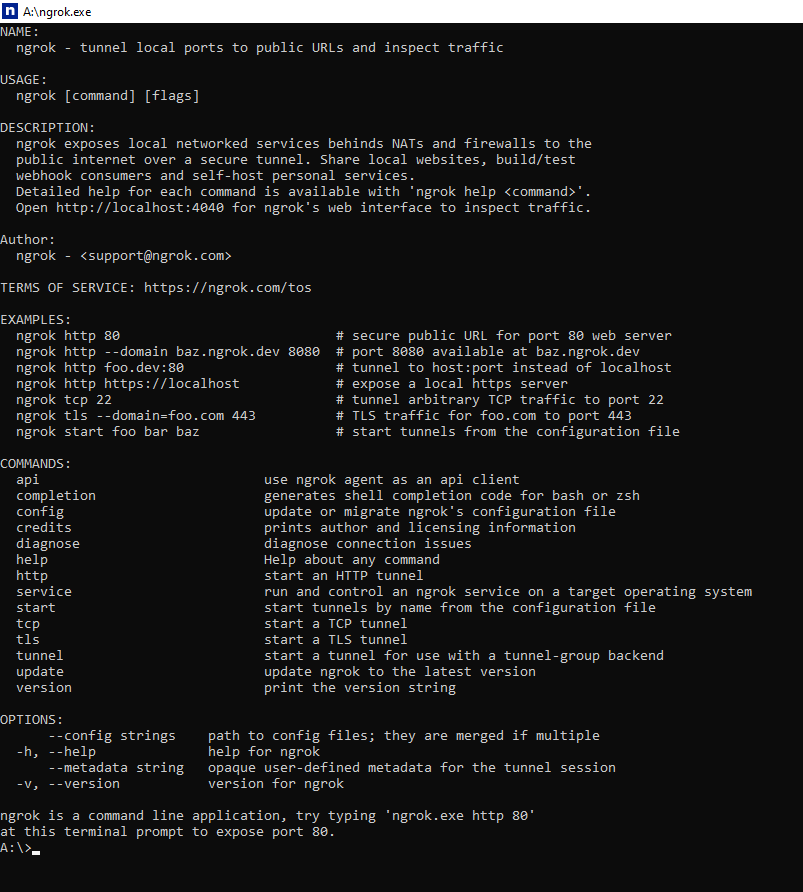 n A:\ngrok.exe
NAME:
  ngrok - tunnel local ports to public URLs and inspect traffic

USAGE:
  ngrok [command] [flags]

DESCRIPTION:
  ngrok exposes local networked services behinds NATs and firewalls to the
  public internet over a secure tunnel. Share local websites, build/test
  webhook consumers and self-host personal services.
  Detailed help for each command is available with 'ngrok help <command>'.
  Open http://localhost:4040 for ngrok's web interface to inspect traffic.

Author:
  ngrok - <support@ngrok.com>

TERMS OF SERVICE: https://ngrok.com/tos

EXAMPLES:
  ngrok http 80                           # secure public URL for port 80 web server
  ngrok http --domain baz.ngrok.dev 8080  # port 8080 available at baz.ngrok.dev
  ngrok http foo.dev:80                   # tunnel to host:port instead of localhost
  ngrok http https://localhost            # expose a local https server
  ngrok tcp 22                            # tunnel arbitrary TCP traffic to port 22
  ngrok tls --domain=foo.com 443          # TLS traffic for foo.com to port 443
  ngrok start foo bar baz                 # start tunnels from the configuration file

COMMANDS:
  api                            use ngrok agent as an api client
  completion                     generates shell completion code for bash or zsh
  config                         update or migrate ngrok's configuration file
  credits                        prints author and licensing information
  diagnose                       diagnose connection issues
  help                           Help about any command
  http                           start an HTTP tunnel
  service                        run and control an ngrok service on a target operating system
  start                          start tunnels by name from the configuration file
  tcp                            start a TCP tunnel
  tls                            start a TLS tunnel
  tunnel                         start a tunnel for use with a tunnel-group backend
  update                         update ngrok to the latest version
  version                        print the version string

OPTIONS:
      --config strings    path to config files; they are merged if multiple
  -h, --help              help for ngrok
      --metadata string   opaque user-defined metadata for the tunnel session
  -v, --version           version for ngrok

ngrok is a command line application, try typing 'ngrok.exe http 80'
at this terminal prompt to expose port 80.
A:\>